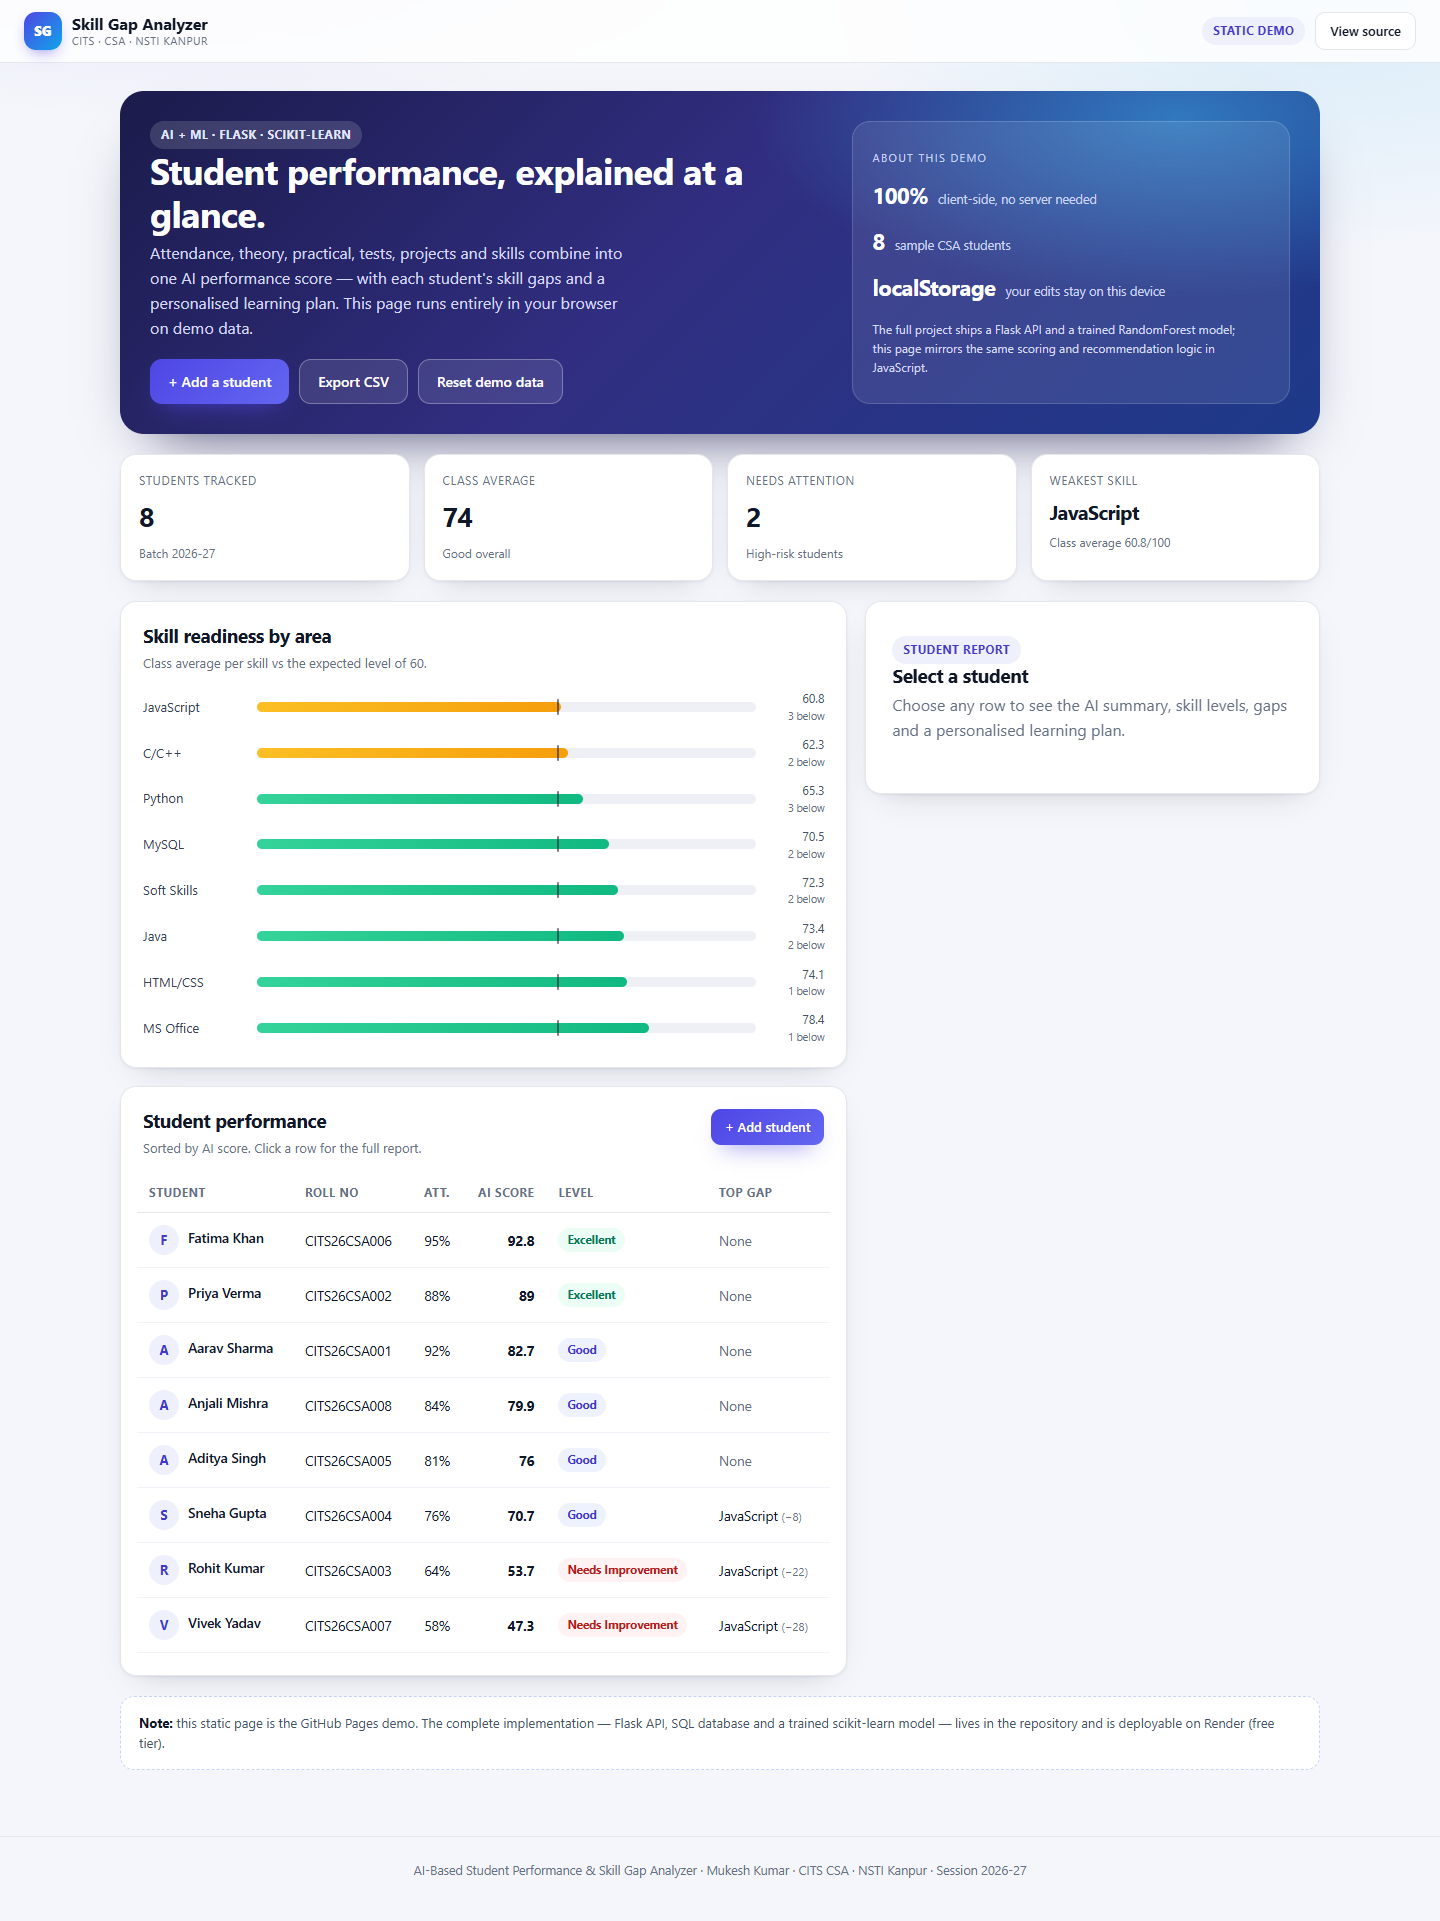 SG
Skill Gap Analyzer
CITS · CSA · NSTI KANPUR
STATIC DEMO
View source
AI + ML · FLASK · SCIKIT-LEARN
Student performance, explained at a
glance.
Attendance, theory, practical, tests, projects and skills combine into
one AI performance score — with each student's skill gaps and a
personalised learning plan. This page runs entirely in your browser
on demo data.
+ Add a student
Export CSV
Reset demo data
ABOUT THIS DEMO
100% client-side, no server needed
8 sample CSA students
localStorage your edits stay on this device
The full project ships a Flask API and a trained RandomForest model;
this page mirrors the same scoring and recommendation logic in
JavaScript.
STUDENTS TRACKED
8
Batch 2026-27
CLASS AVERAGE
74
Good overall
NEEDS ATTENTION
2
High-risk students
WEAKEST SKILL
JavaScript
Class average 60.8/100
Skill readiness by area
Class average per skill vs the expected level of 60.
JavaScript 60.8
3 below
C/C++ 62.3
2 below
Python 65.3
3 below
MySQL 70.5
2 below
Soft Skills 72.3
2 below
Java 73.4
2 below
HTML/CSS 74.1
1 below
MS Office 78.4
1 below
STUDENT REPORT
Select a student
Choose any row to see the AI summary, skill levels, gaps
and a personalised learning plan.
Student performance
Sorted by AI score. Click a row for the full report.
+ Add student
STUDENT ROLL NO ATT. AI SCORE LEVEL TOP GAP
F Fatima Khan CITS26CSA006 95% 92.8 Excellent None
P Priya Verma CITS26CSA002 88% 89 Excellent None
A Aarav Sharma CITS26CSA001 92% 82.7 Good None
A Anjali Mishra CITS26CSA008 84% 79.9 Good None
A Aditya Singh CITS26CSA005 81% 76 Good None
S Sneha Gupta CITS26CSA004 76% 70.7 Good JavaScript (−8)
R Rohit Kumar CITS26CSA003 64% 53.7 Needs Improvement JavaScript (−22)
V Vivek Yadav CITS26CSA007 58% 47.3 Needs Improvement JavaScript (−28)
Note: this static page is the GitHub Pages demo. The complete implementation — Flask API, SQL database and a trained scikit-learn model — lives in the repository and is deployable on Render (free
tier).
AI-Based Student Performance & Skill Gap Analyzer · Mukesh Kumar · CITS CSA · NSTI Kanpur · Session 2026-27